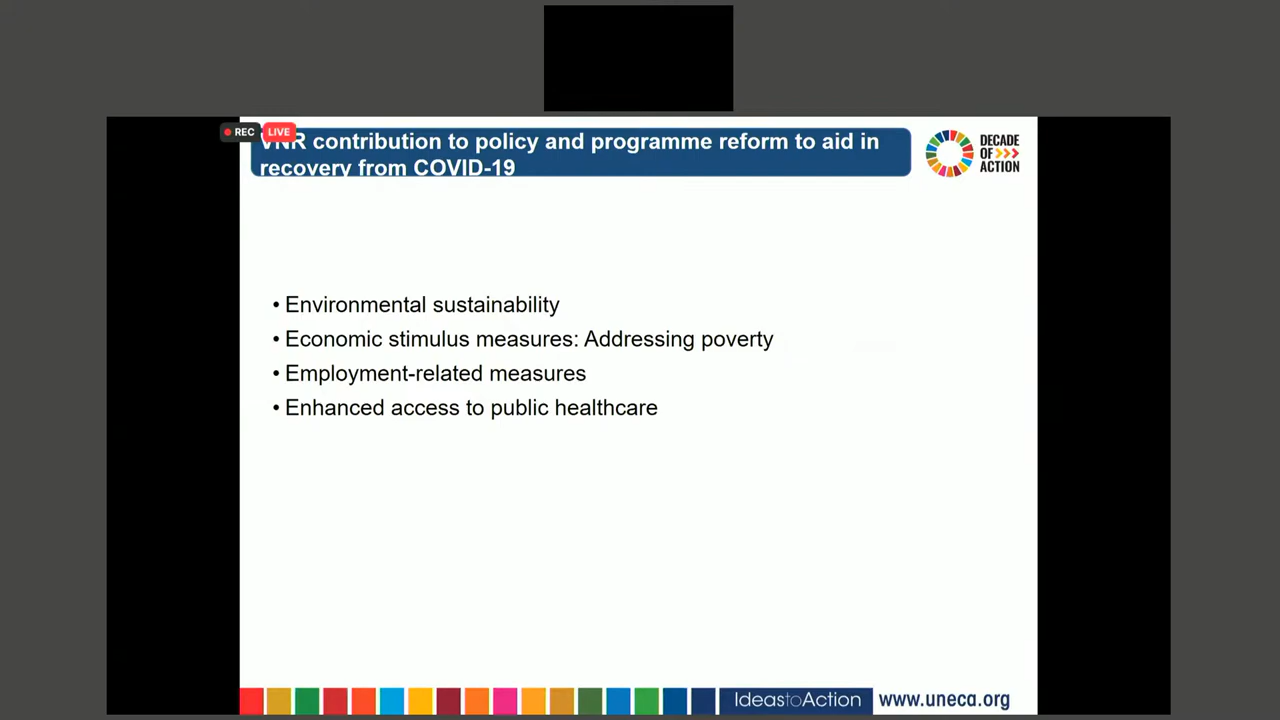 REC LIVE
VNR contribution to policy and programme reform to aid in
recovery from COVID-19
DECADE
OF
ACTION
• Environmental sustainability
• Economic stimulus measures: Addressing poverty
• Employment-related measures
• Enhanced access to public healthcare
IdeastoAction www.uneca.org